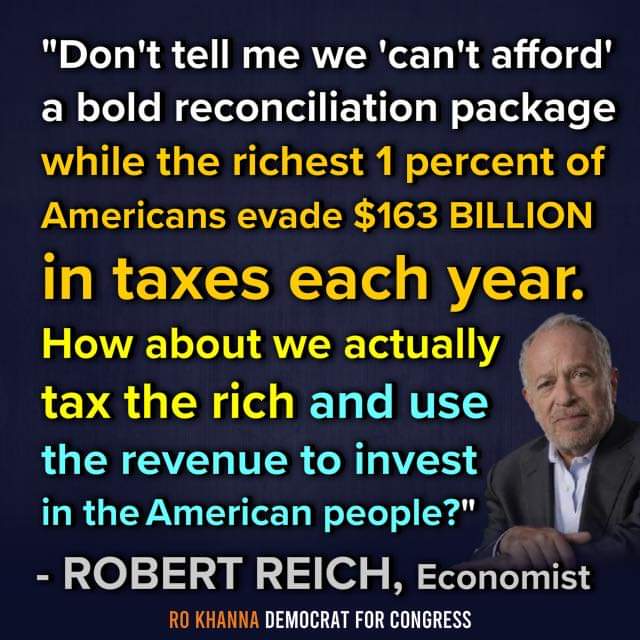 "Don't tell me we 'can't afford'
a bold reconciliation package
while the richest 1 percent of
Americans evade $163 BILLION
in taxes each year.
How about we actually
tax the rich and use
the revenue to invest
in the American people?"
- ROBERT REICH, Economist
RO KHANNA DEMOCRAT FOR CONGRESS